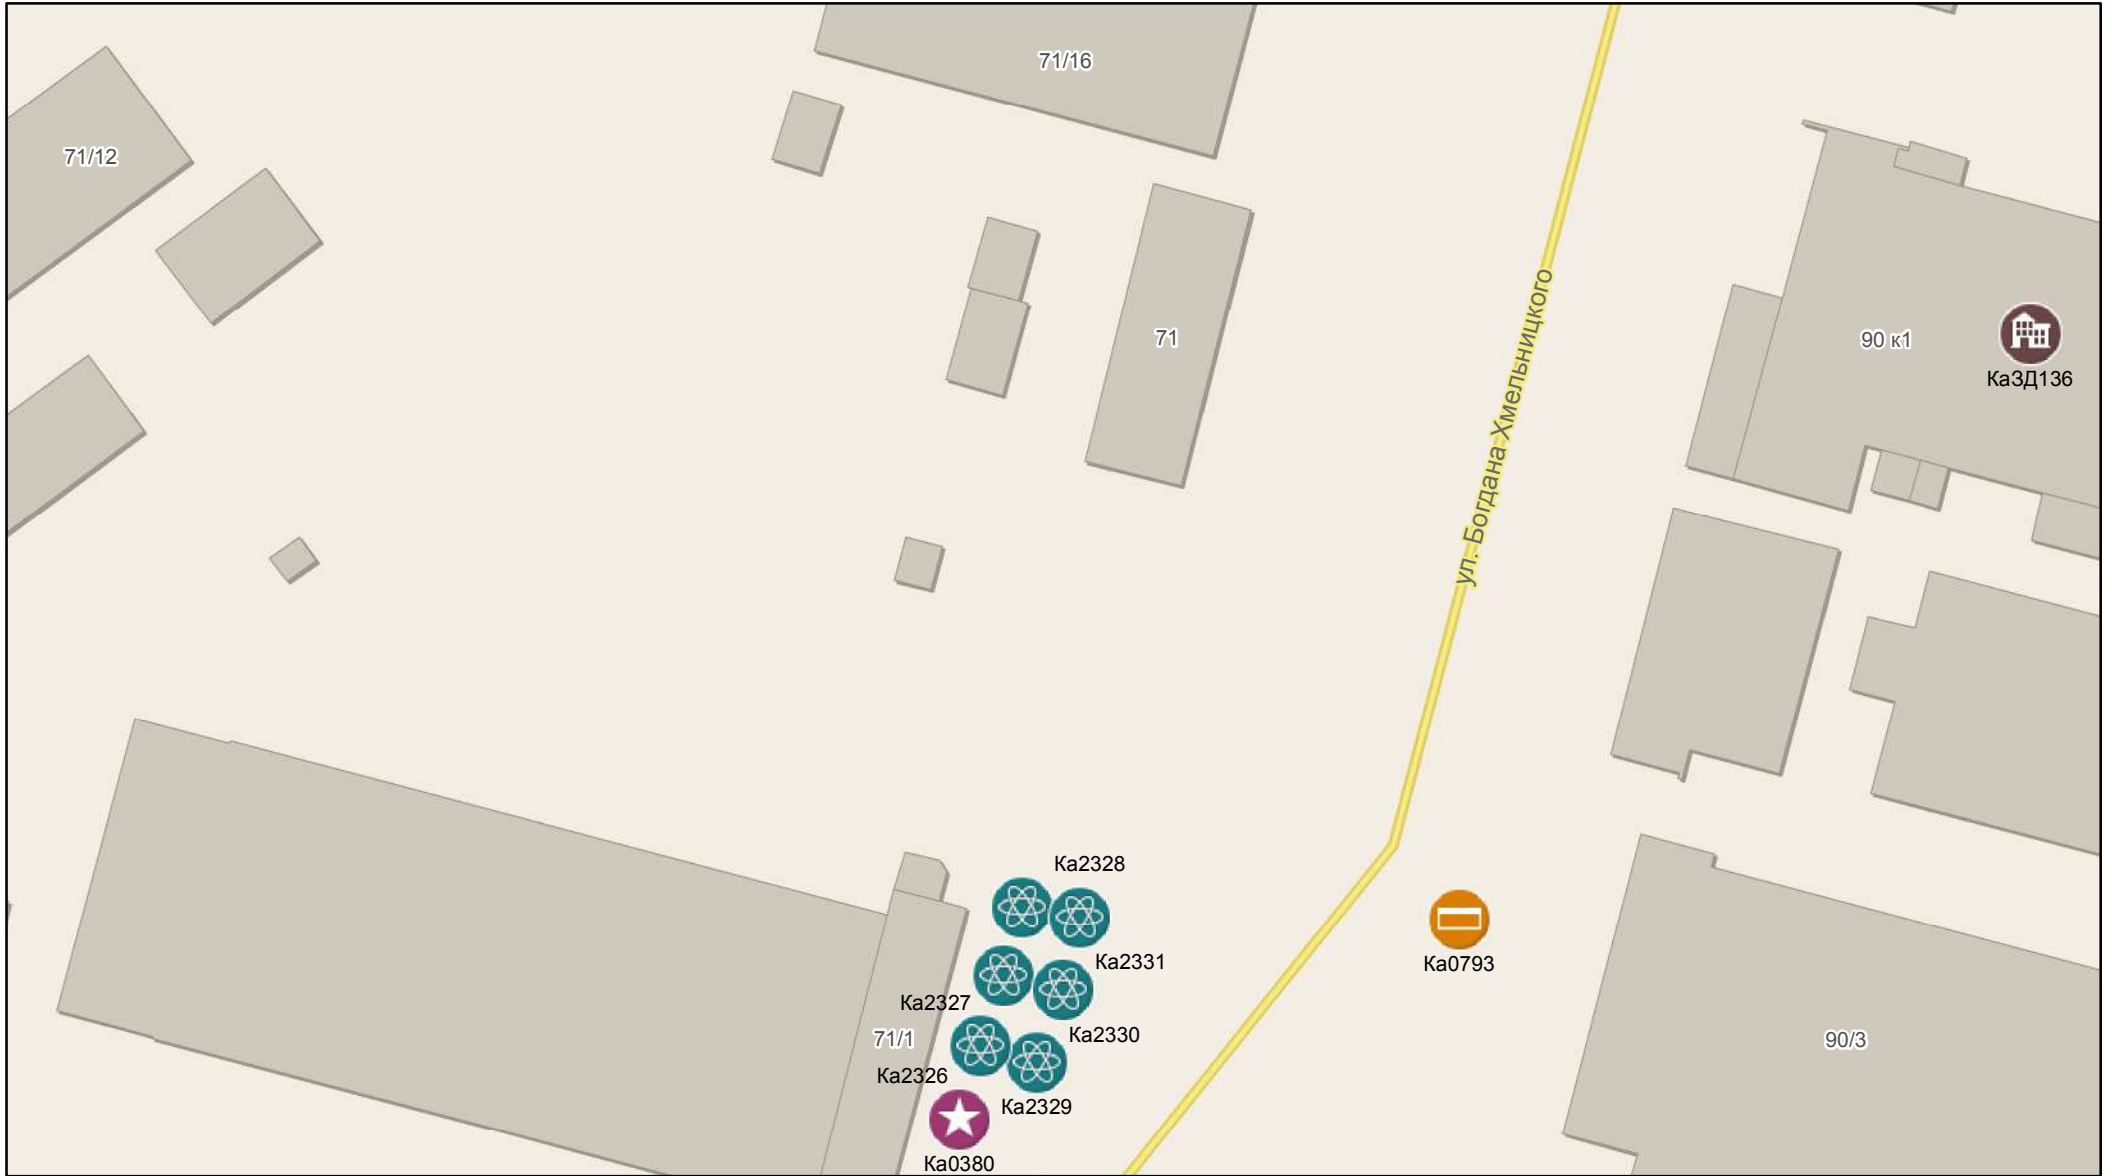 71/16
71/12
ул. Богдана Хмельницкого
71
90 к1
КаЗД136
Ка2328
Ка2331
Ка0793
Ка2327
71/1
Ка2330
90/3
Ка2326
Ка2329
Ка0380